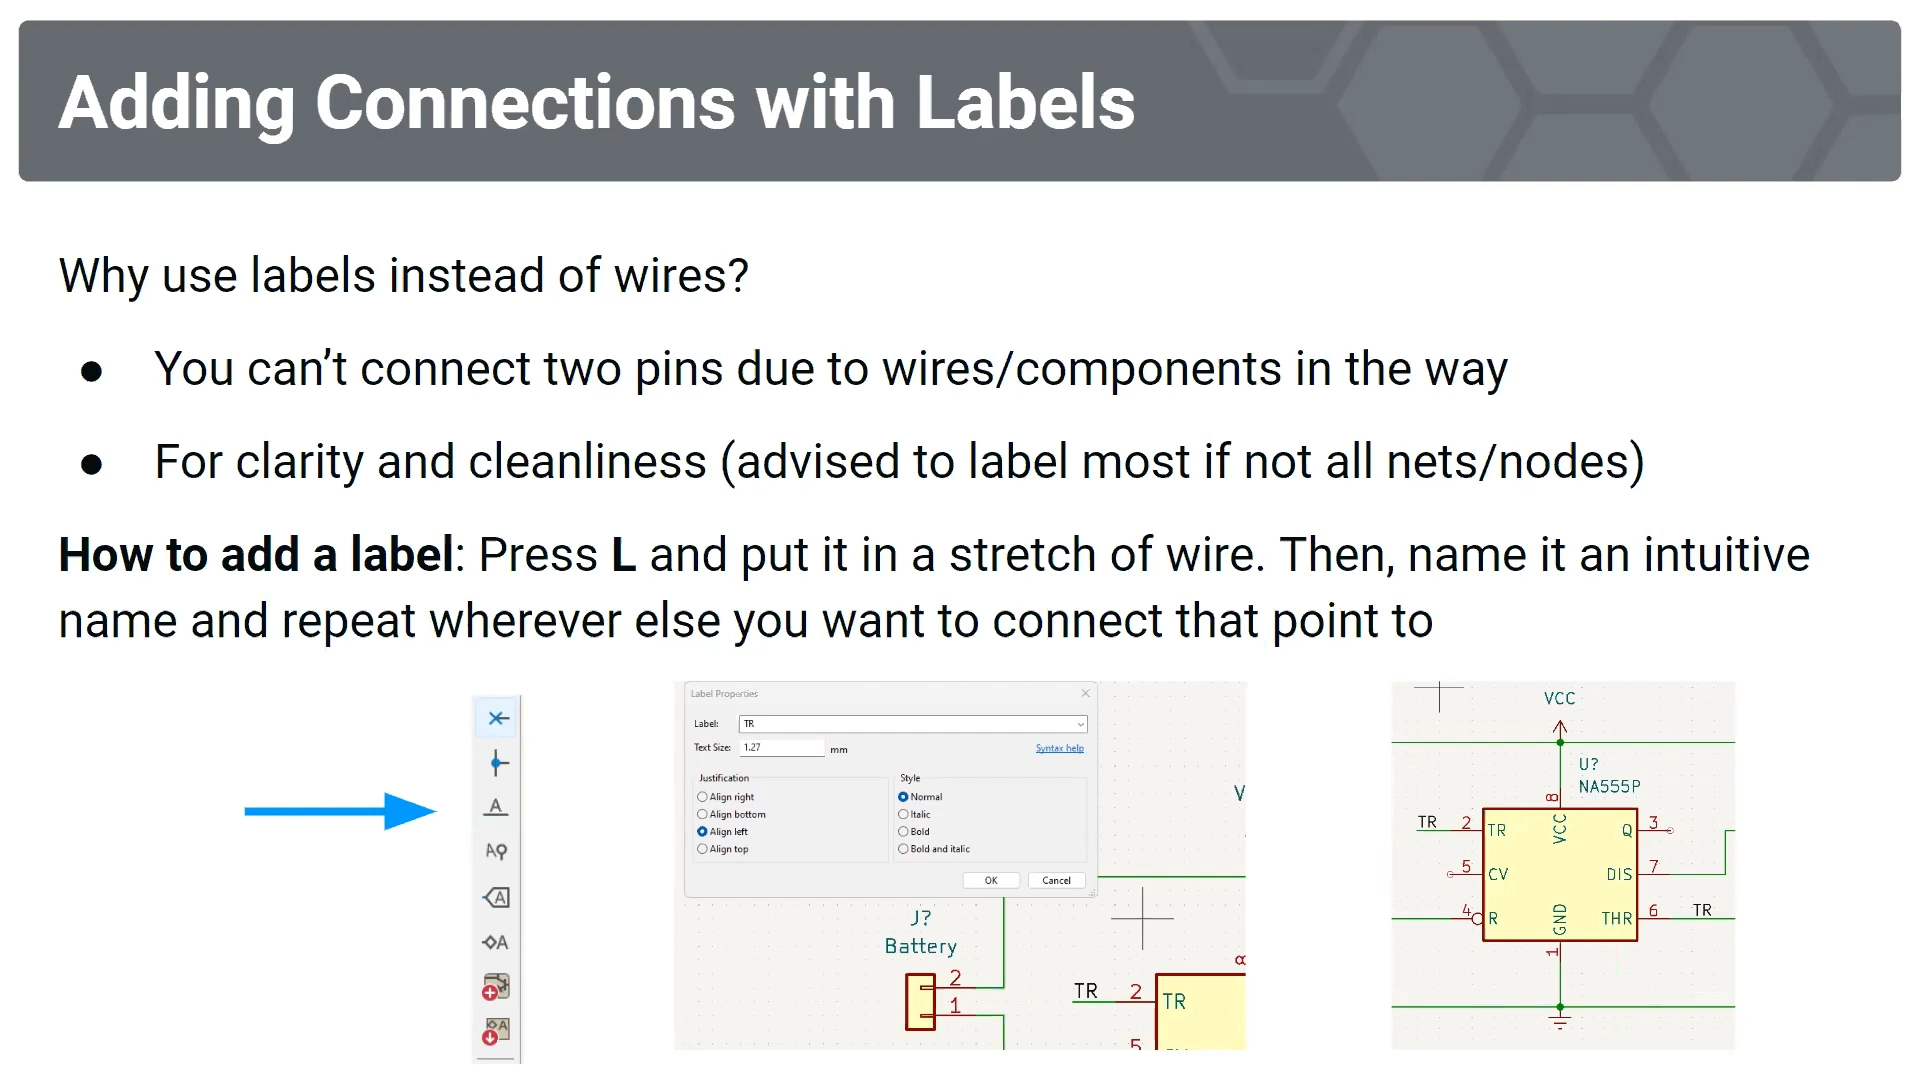 Adding Connections with Labels
Why use labels instead of wires?
● You can’t connect two pins due to wires/components in the way
● For clarity and cleanliness (advised to label most if not all nets/nodes)
How to add a label: Press L and put it in a stretch of wire. Then, name it an intuitive
name and repeat wherever else you want to connect that point to
A
A
A
A
A
Label Properties
Label: TR
Text Size: 1.27 mm Syntax help
Justification
Align right
Align bottom
Align left
Align top
Style
Normal
Italic
Bold
Bold and italic
OK Cancel
V
J?
Battery
2
1
8
TR 2 TR
5
VCC
U?
NA555P
8
VCC
TR 2 TR
Q 3
5 CV
DIS 7
4 R
GND
THR 6 TR
1